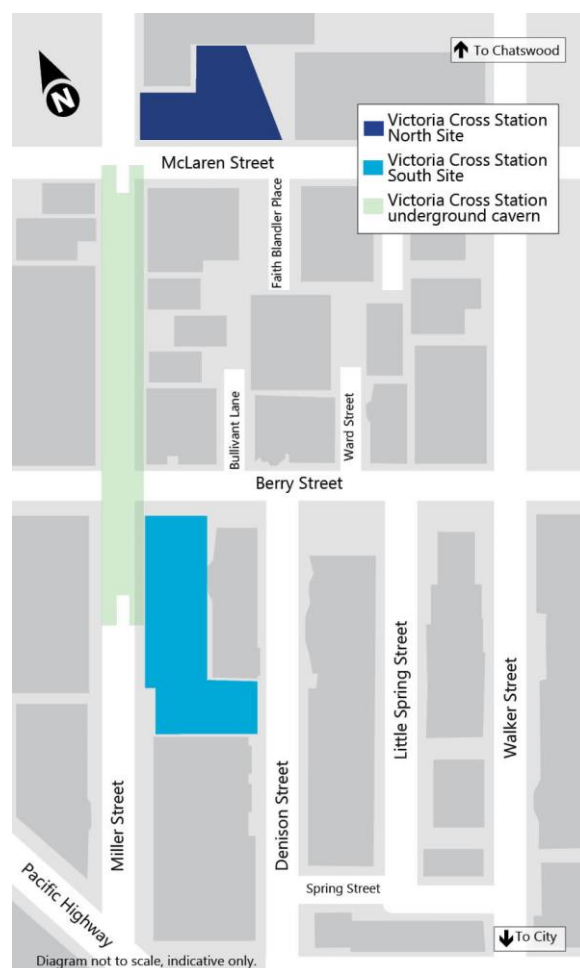 N
To Chatswood
Victoria Cross Station
North Site
Victoria Cross Station
South Site
Victoria Cross Station
underground cavern
McLaren Street
Faith Blandler Place
Bullivant Lane
Ward Street
Berry Street
Little Spring Street
Walker Street
Miller Street
Denison Street
Spring Street
Pacific Highway
To City
Diagram not to scale, indicative only.